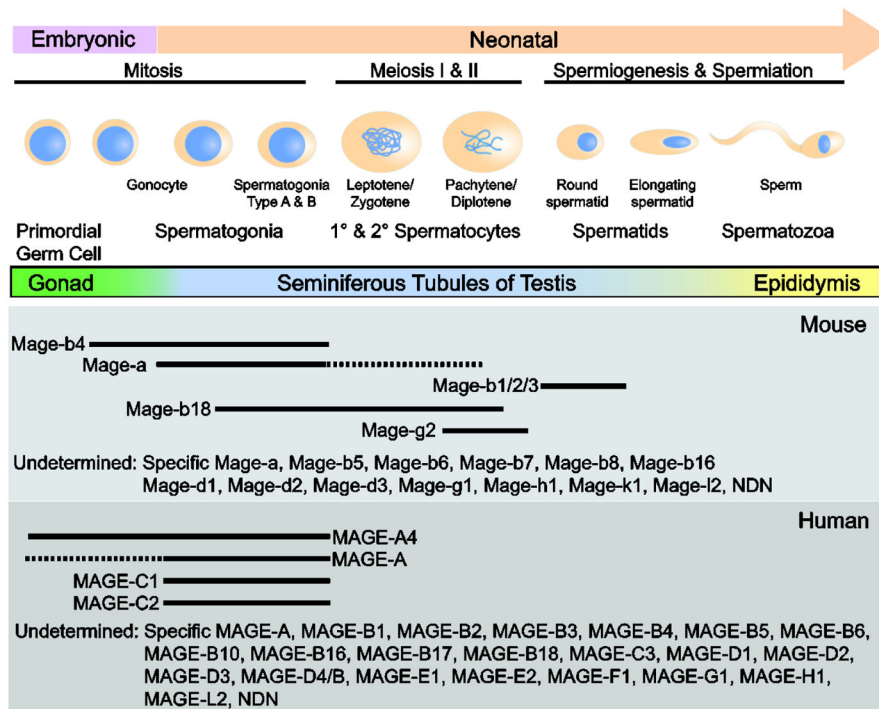 Embryonic Neonatal
Mitosis Meiosis I & II Spermiogenesis & Spermiation
Gonocyte Spermatogonia Leptotene/ Pachytene/ Round Elongating Sperm
Type A & B Zygotene Diplotene spermatid spermatid
Primordial Spermatogonia 1° & 2° Spermatocytes Spermatids Spermatozoa
Germ Cell
Gonad Seminiferous Tubules of Testis Epididymis
Mouse
Mage-b4
Mage-a
Mage-b1/2/3
Mage-b18
Mage-g2
Undetermined: Specific Mage-a, Mage-b5, Mage-b6, Mage-b7, Mage-b8, Mage-b16
Mage-d1, Mage-d2, Mage-d3, Mage-g1, Mage-h1, Mage-k1, Mage-l2, NDN
Human
MAGE-A4
MAGE-A
MAGE-C1
MAGE-C2
Undetermined: Specific MAGE-A, MAGE-B1, MAGE-B2, MAGE-B3, MAGE-B4, MAGE-B5, MAGE-B6,
MAGE-B10, MAGE-B16, MAGE-B17, MAGE-B18, MAGE-C3, MAGE-D1, MAGE-D2,
MAGE-D3, MAGE-D4/B, MAGE-E1, MAGE-E2, MAGE-F1, MAGE-G1, MAGE-H1,
MAGE-L2, NDN